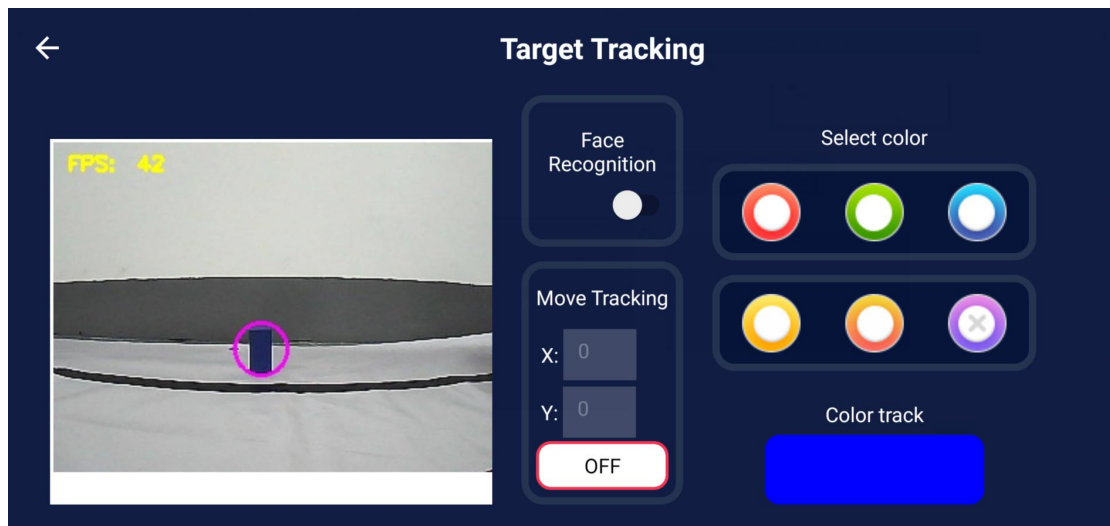 Target Tracking
FPS: 42
Face
Recognition
Move Tracking
X: 0
Y: 0
OFF
Select color
Color track